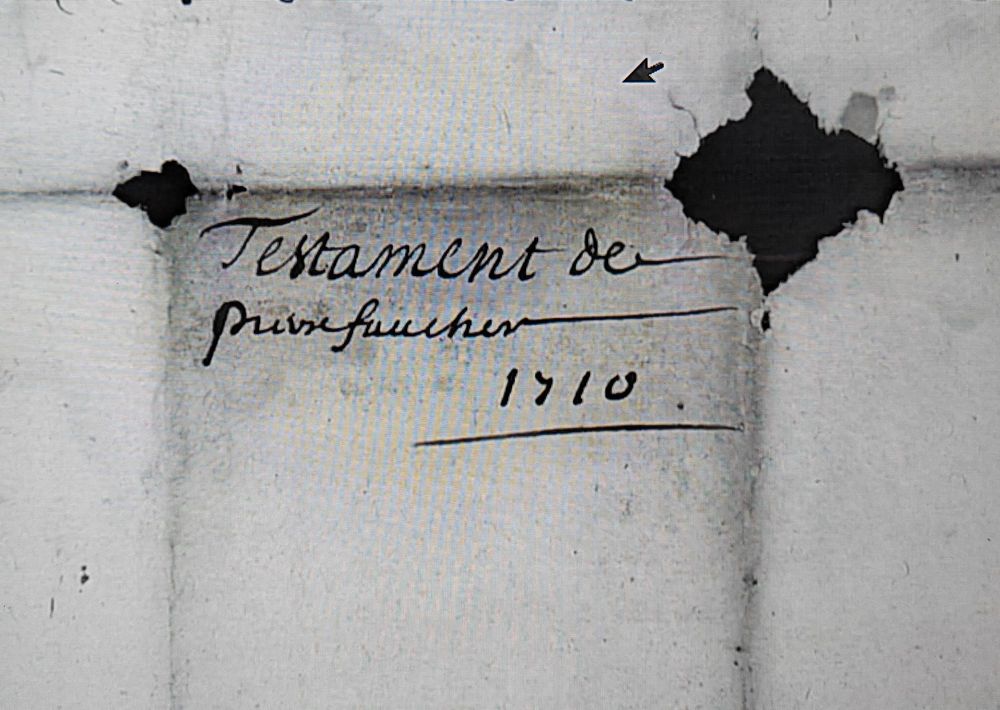 Testament de
pierre faucher
1710